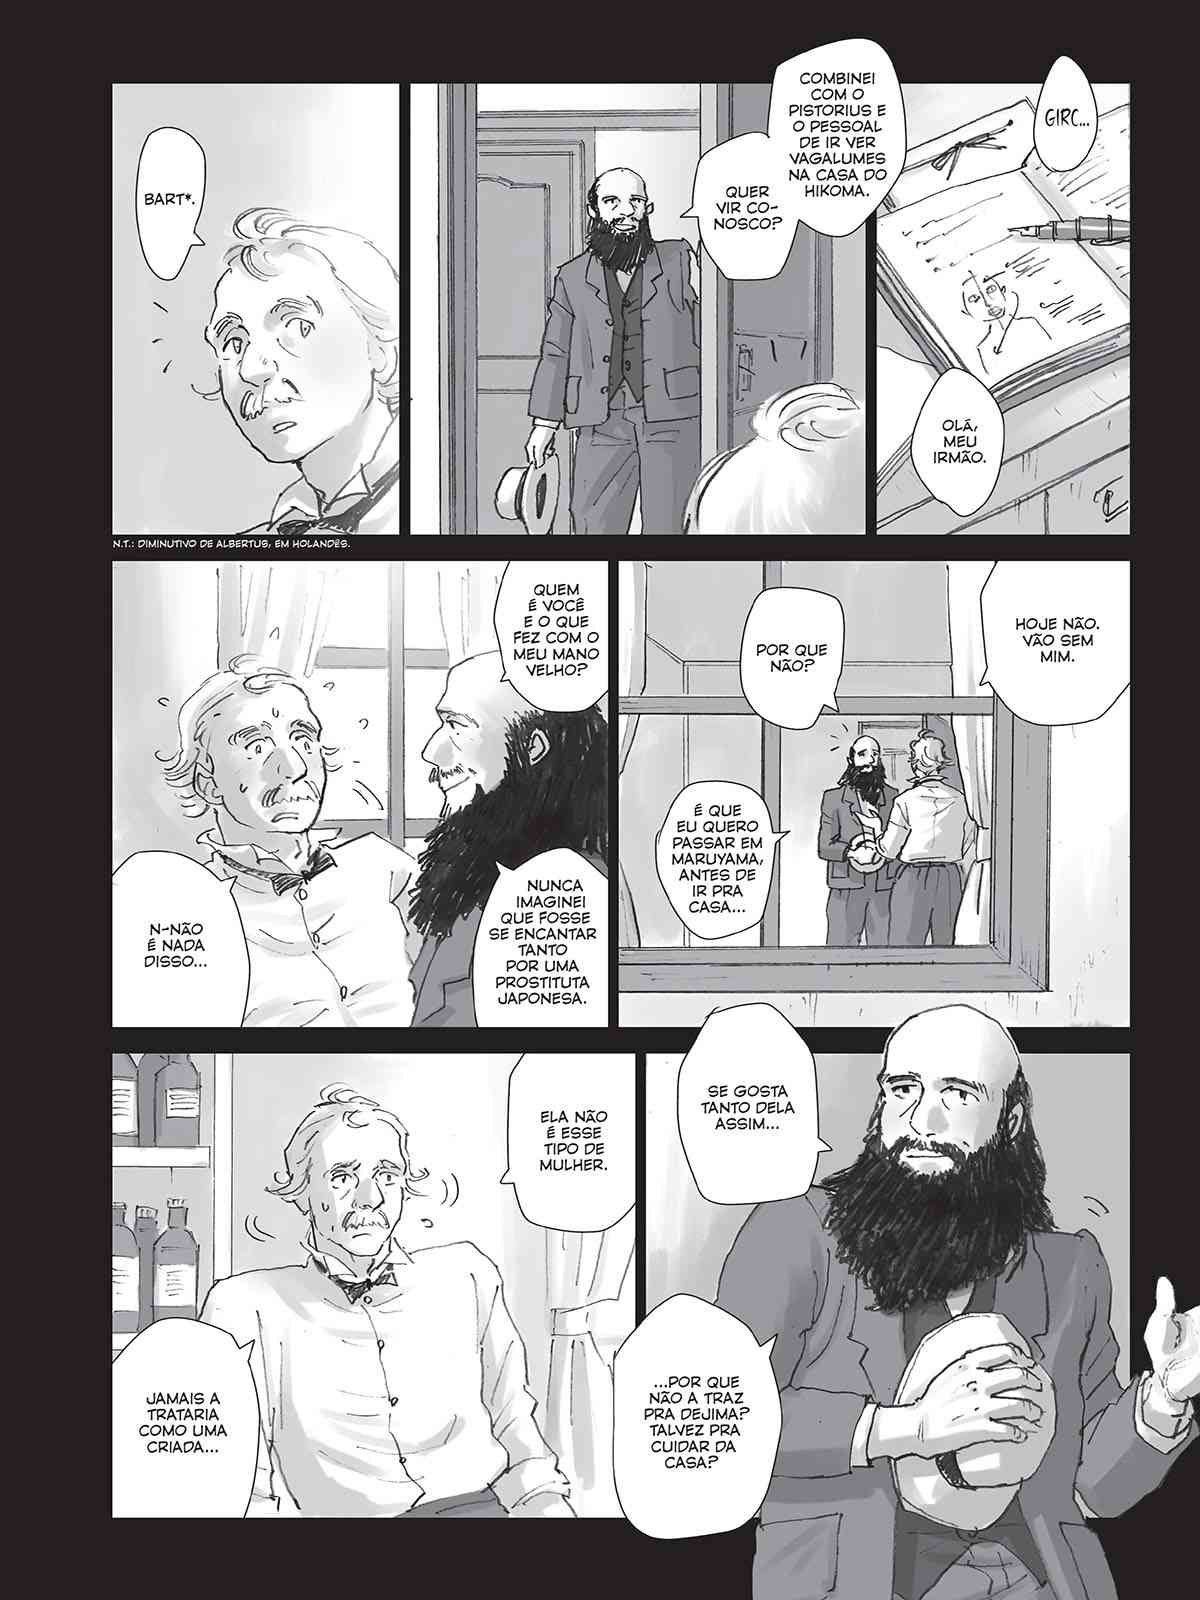 GIRC...
OLÁ,
MEU
IRMÃO.
COMBINEI
COM O
PISTORIUS E
O PESSOAL
DE IR VER
VAGALUMES
NA CASA DO
HIKOMA.
QUER
VIR CO-
NOSCO?
BART*.
N.T.: DIMINUTIVO DE ALBERTUS, EM HOLANDÊS.
HOJE NÃO.
VÃO SEM
MIM.
POR QUE
NÃO?
É QUE
EU QUERO
PASSAR EM
MARUYAMA,
ANTES DE
IR PRA
CASA...
QUEM
É VOCÊ
E O QUE
FEZ COM O
MEU MANO
VELHO?
NUNCA
IMAGINEI
QUE FOSSE
SE ENCANTAR
TANTO
POR UMA
PROSTITUTA
JAPONESA.
N-NÃO
É NADA
DISSO...
SE GOSTA
TANTO DELA
ASSIM...
...POR QUE
NÃO A TRAZ
PRA DEJIMA?
TALVEZ PRA
CUIDAR DA
CASA?
ELA NÃO
É ESSE
TIPO DE
MULHER.
JAMAIS A
TRATARIA
COMO UMA
CRIADA...